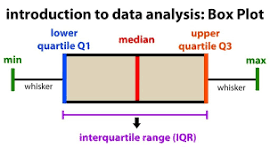 introduction to data analysis: Box Plot
lower
quartile Q1
median
upper
quartile Q3
min
max
whisker
whisker
interquartile range (IQR)